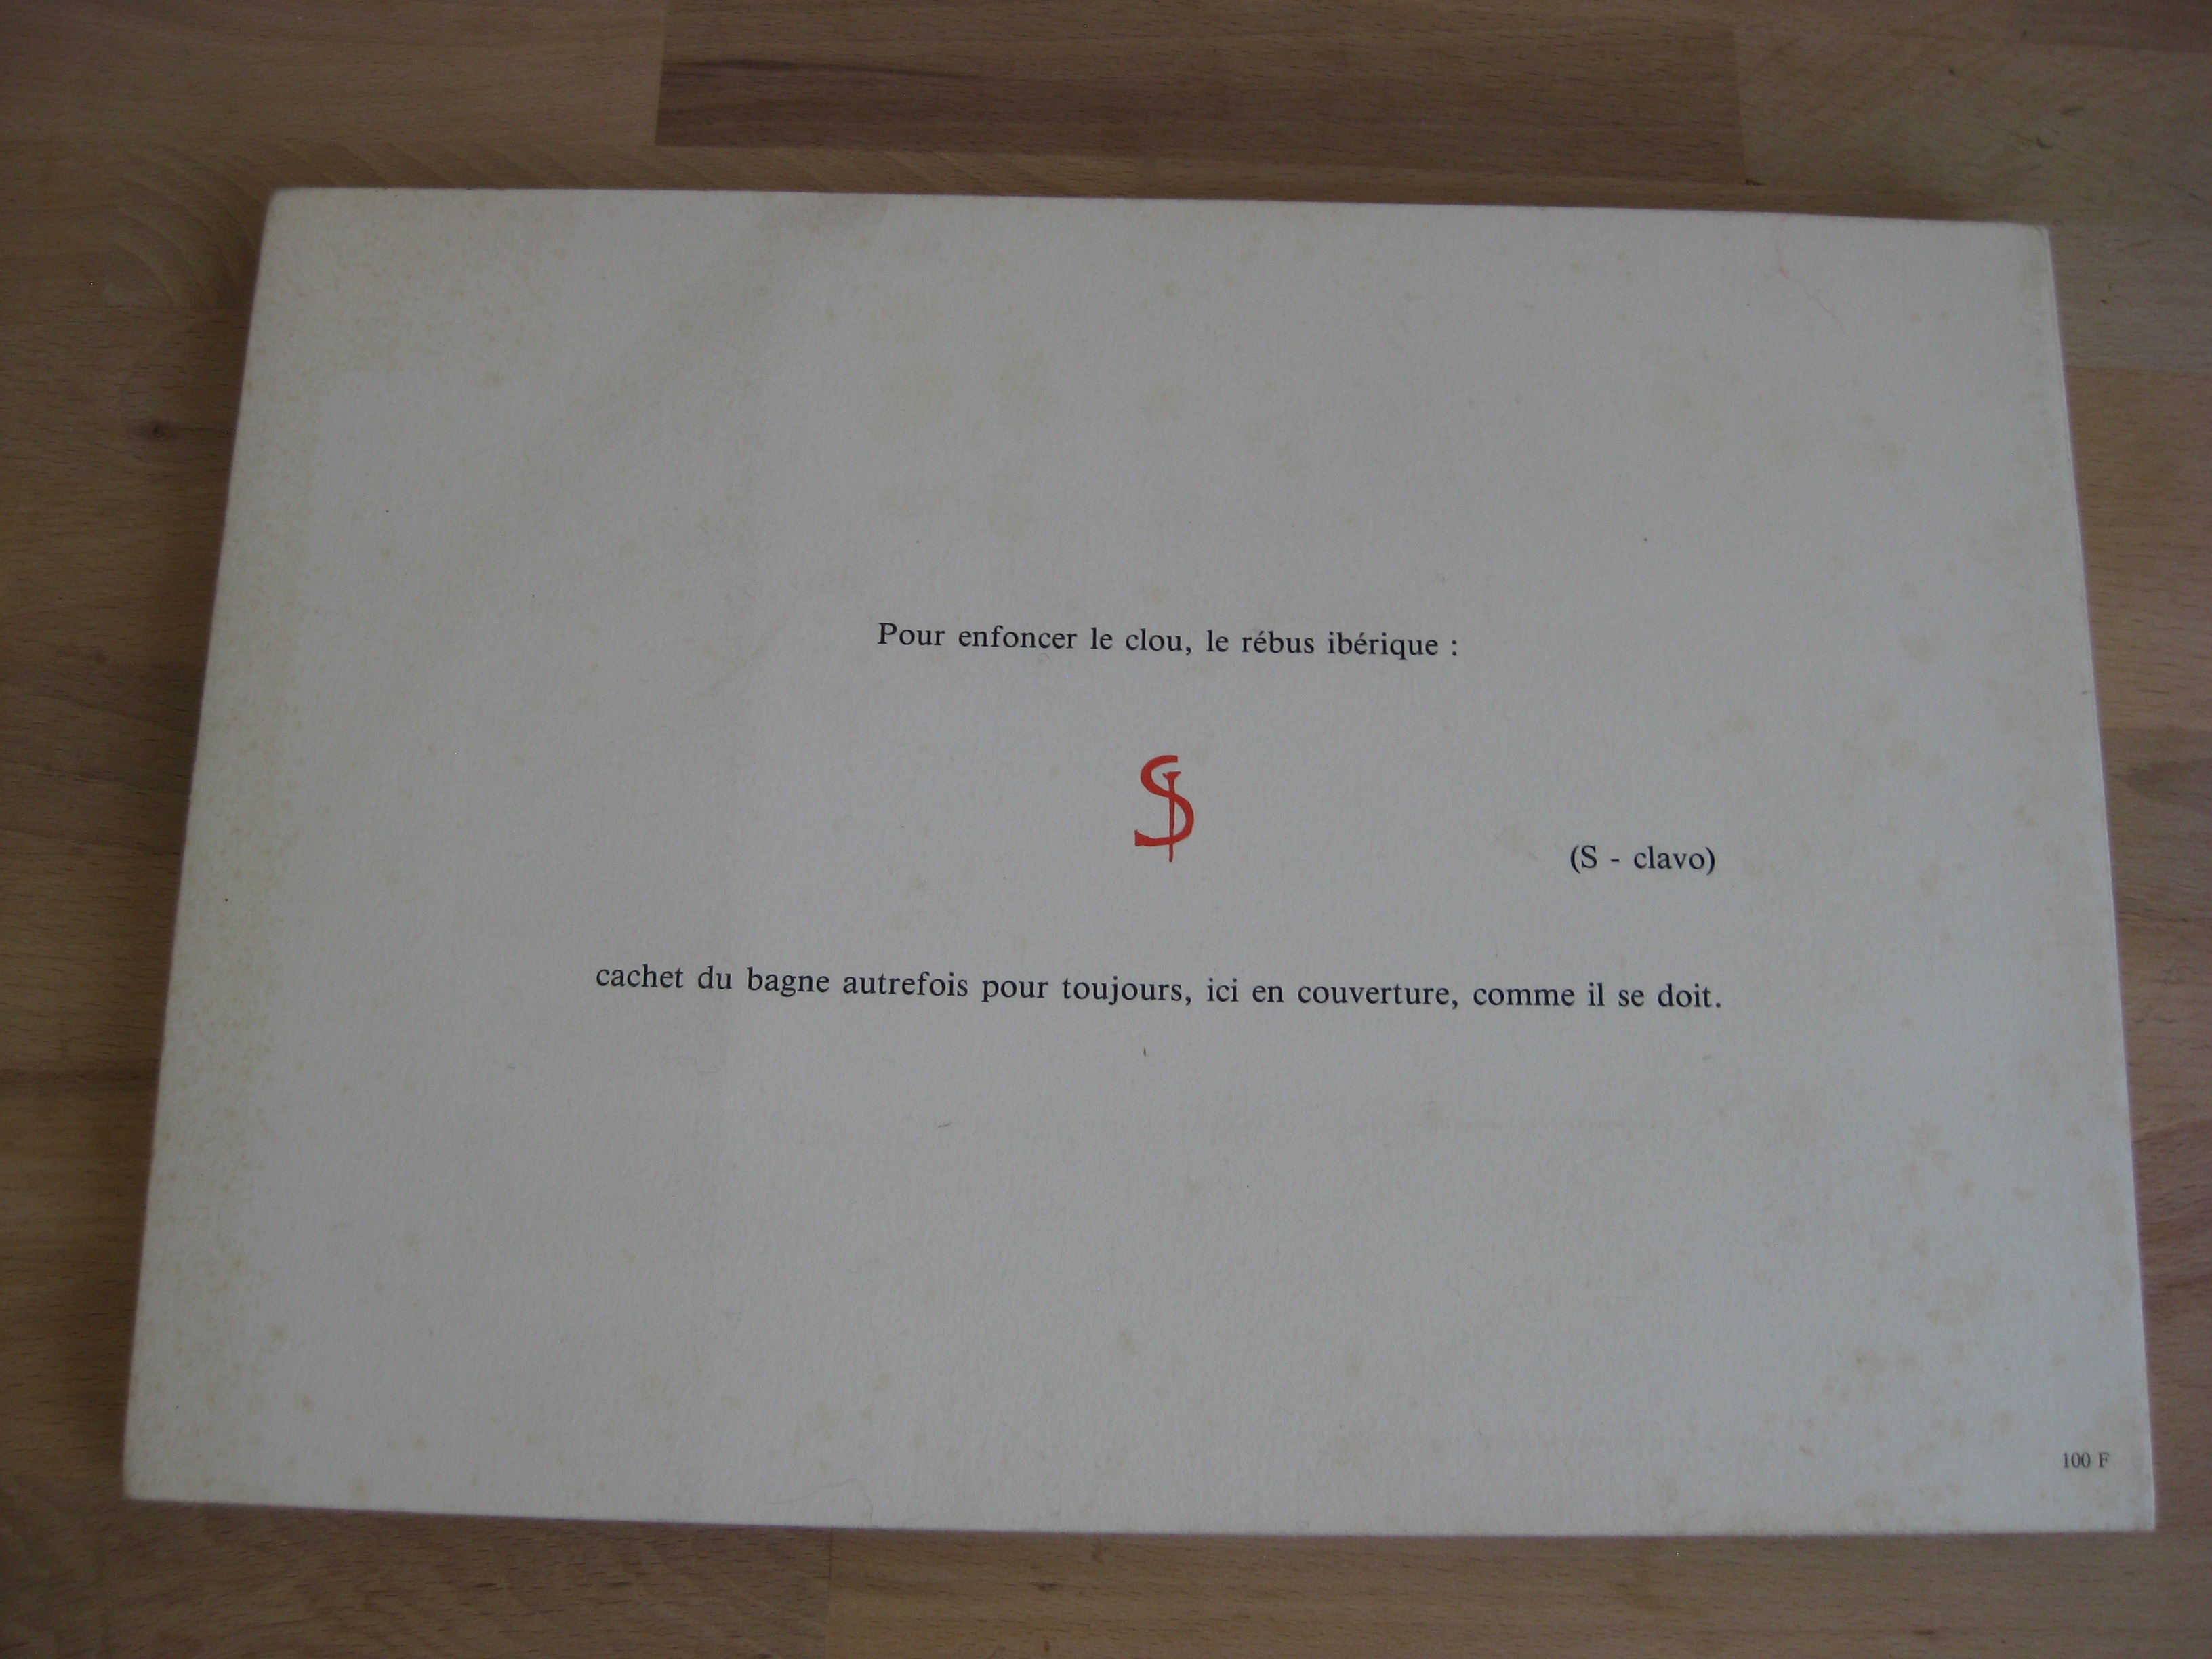 Pour enfoncer le clou, le rébus ibérique :
S
(S - clavo)
cachet du bagne autrefois pour toujours, ici en couverture, comme il se doit.
100 F